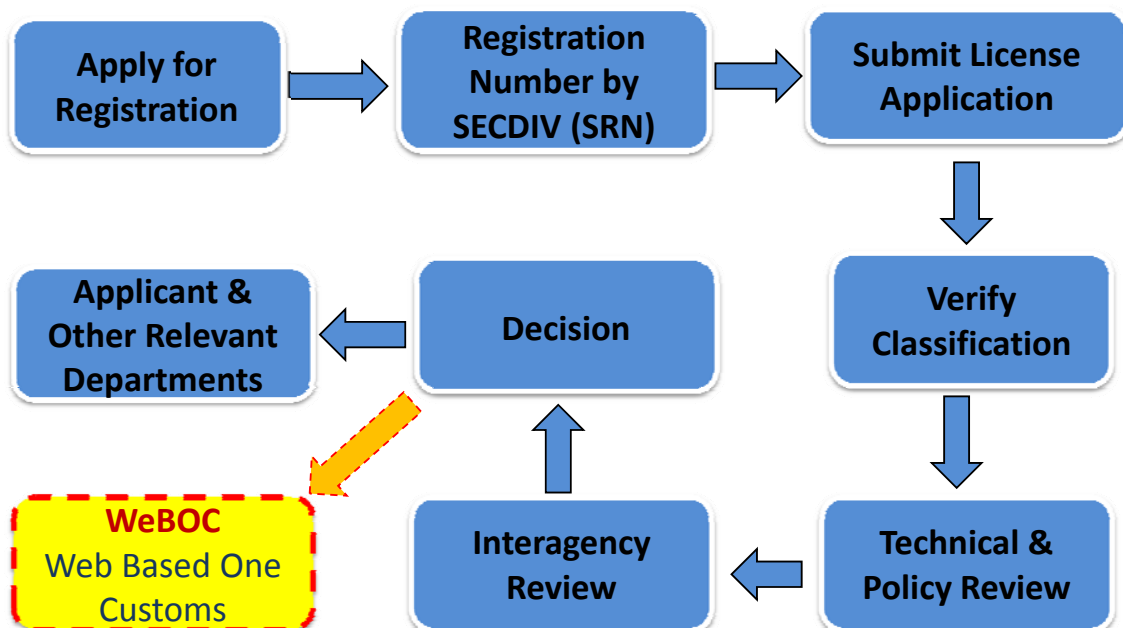 Apply for
Registration
Registration
Number by
SECDIV (SRN)
Submit License
Application
Verify
Classification
Technical &
Policy Review
Interagency
Review
Decision
Applicant &
Other Relevant
Departments
WeBOC
Web Based One
Customs